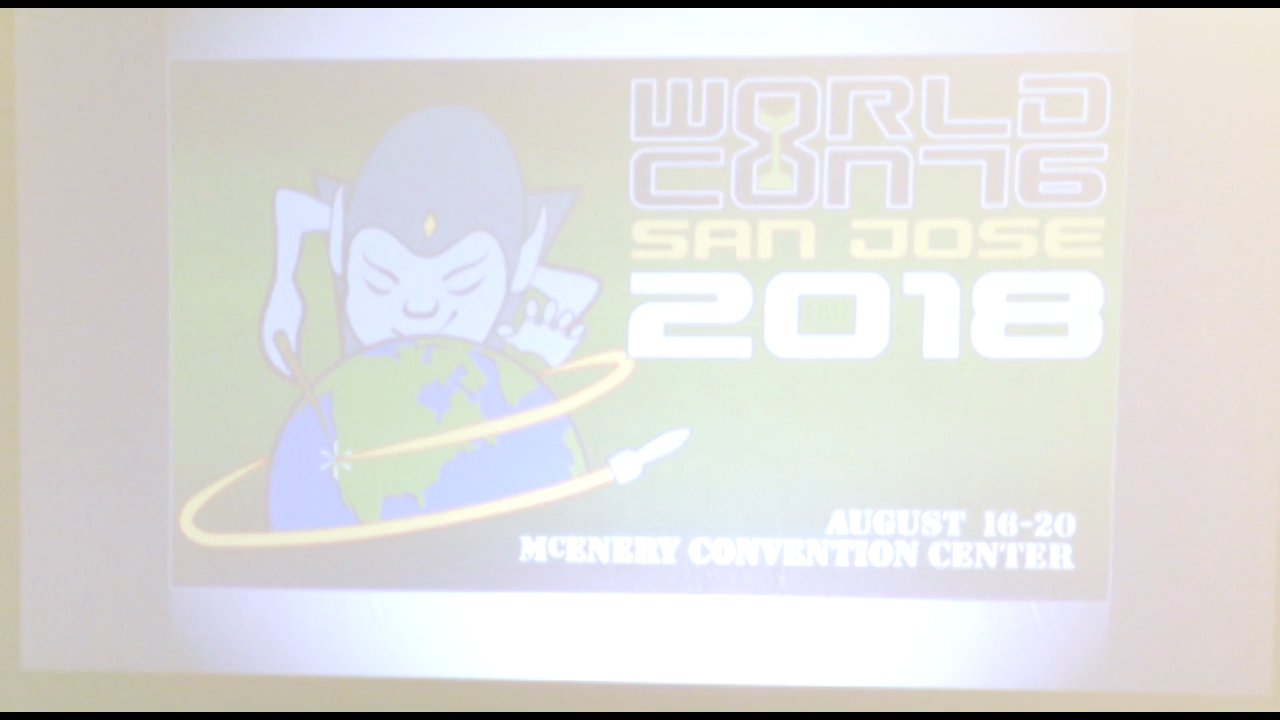 WORLD
CON76
SAN JOSE
2018
AUGUST 16-20
McENERY CONVENTION CENTER